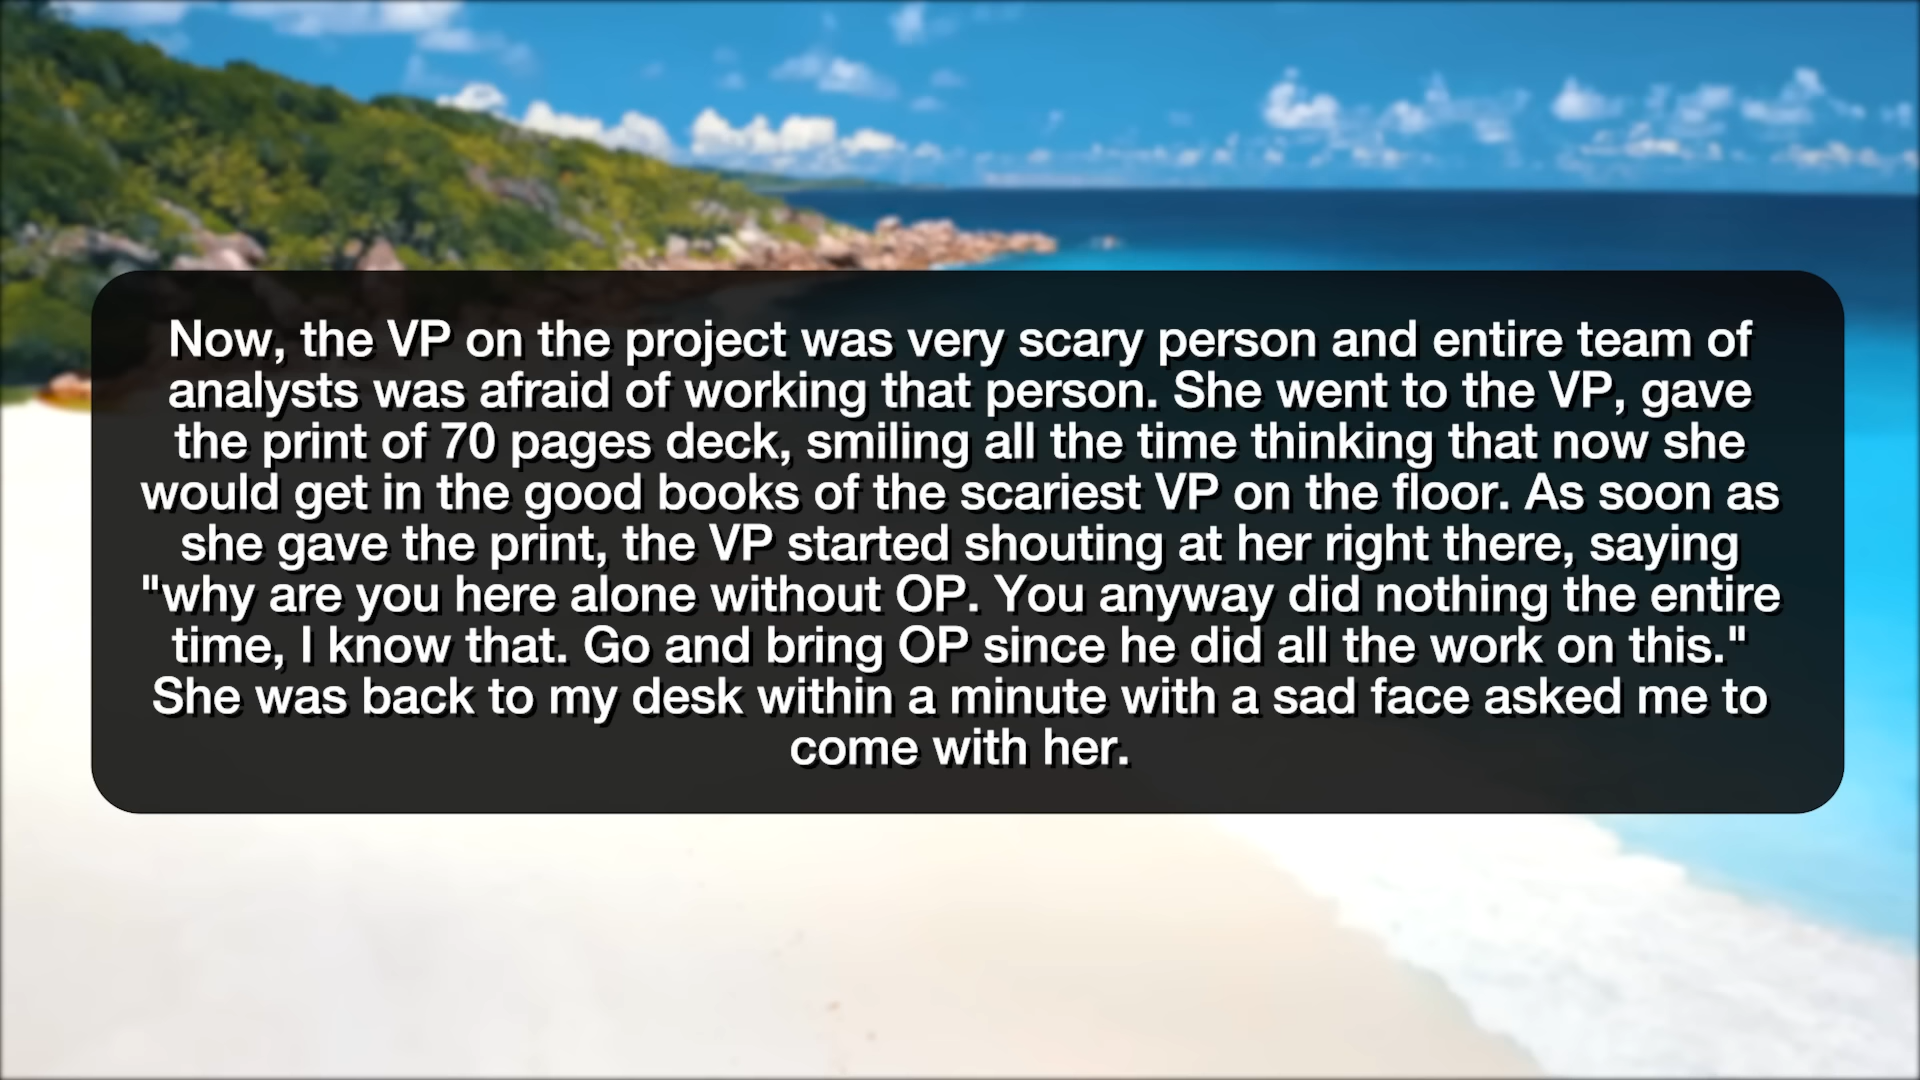 Now, the VP on the project was very scary person and entire team of
analysts was afraid of working that person. She went to the VP, gave
the print of 70 pages deck, smiling all the time thinking that now she
would get in the good books of the scariest VP on the floor. As soon as
she gave the print, the VP started shouting at her right there, saying
"why are you here alone without OP. You anyway did nothing the entire
time, I know that. Go and bring OP since he did all the work on this."
She was back to my desk within a minute with a sad face asked me to
come with her.